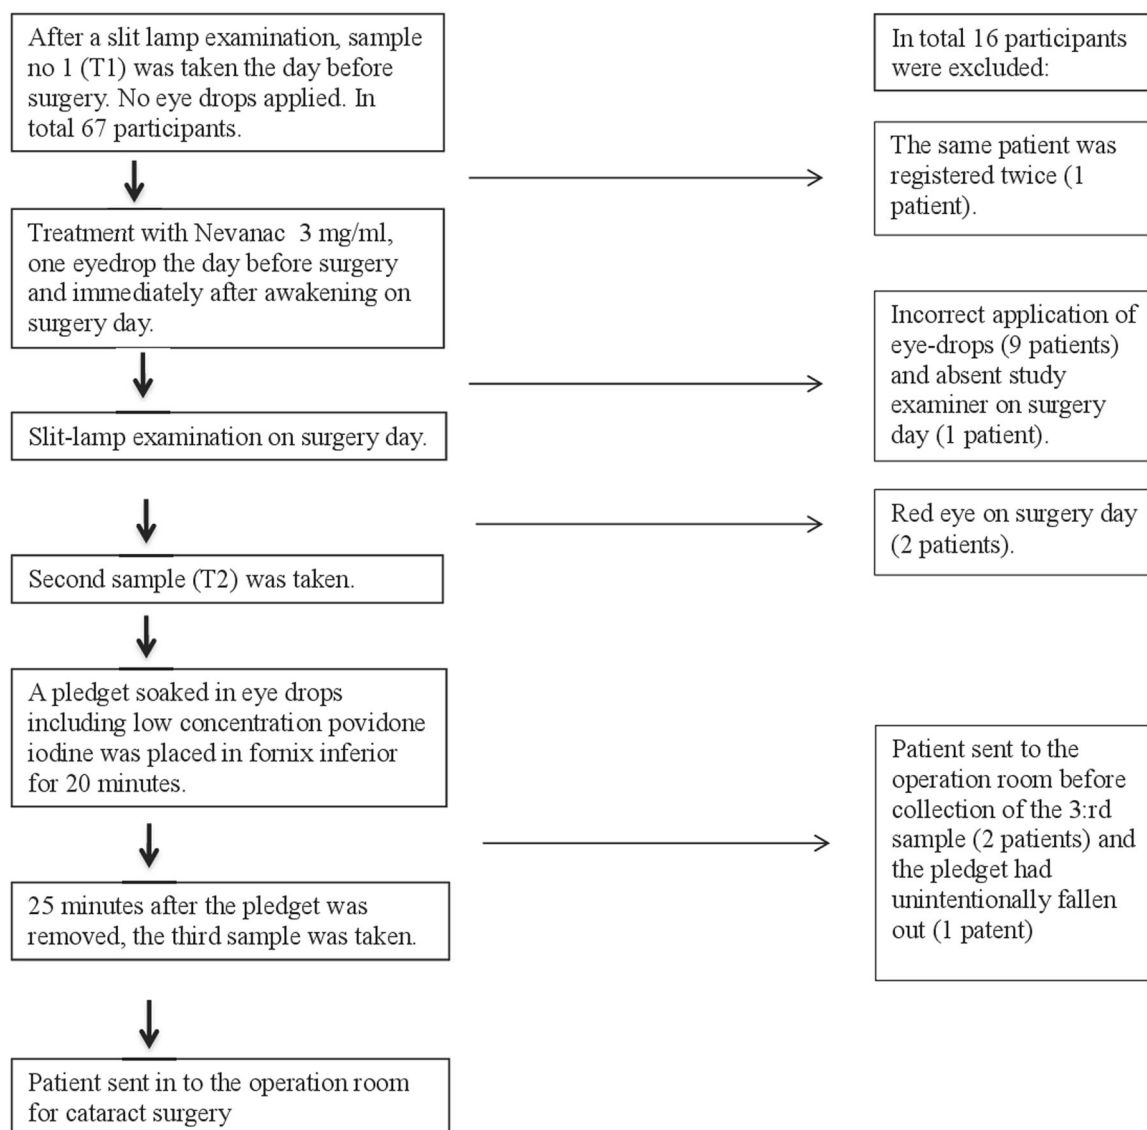 After a slit lamp examination, sample
no 1 (T1) was taken the day before
surgery. No eye drops applied. In
total 67 participants.
In total 16 participants
were excluded:
The same patient was
registered twice (1
patient).
Treatment with Nevanac  3 mg/ml,
one eyedrop the day before surgery
and immediately after awakening on
surgery day.
Incorrect application of
eye-drops (9 patients)
and absent study
examiner on surgery
day (1 patient).
Slit-lamp examination on surgery day.
Red eye on surgery day
(2 patients).
Second sample (T2) was taken.
A pledget soaked in eye drops
including low concentration povidone
iodine was placed in fornix inferior
for 20 minutes.
Patient sent to the
operation room before
collection of the 3:rd
sample (2 patients) and
the pledget had
unintentionally fallen
out (1 patent)
25 minutes after the pledget was
removed, the third sample was taken.
Patient sent in to the operation room
for cataract surgery